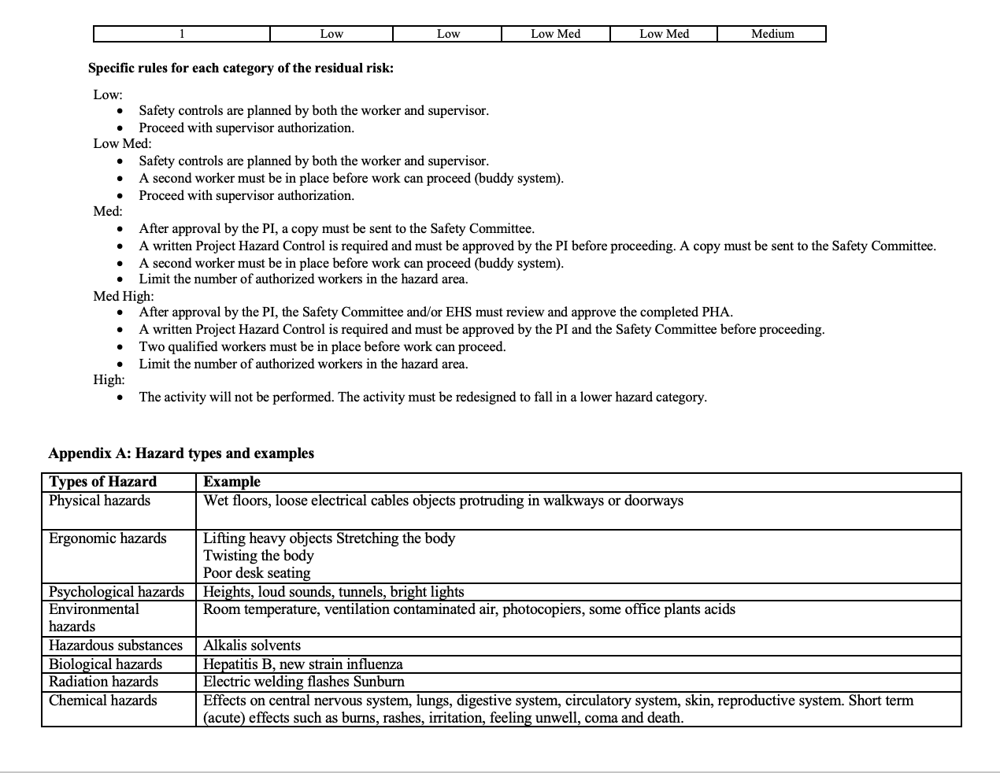 1 Low Low Low Med Low Med Medium
Specific rules for each category of the residual risk:
Low:
• Safety controls are planned by both the worker and supervisor.
• Proceed with supervisor authorization.
Low Med:
• Safety controls are planned by both the worker and supervisor.
• A second worker must be in place before work can proceed (buddy system).
• Proceed with supervisor authorization.
Med:
• After approval by the PI, a copy must be sent to the Safety Committee.
• A written Project Hazard Control is required and must be approved by the PI before proceeding. A copy must be sent to the Safety Committee.
• A second worker must be in place before work can proceed (buddy system).
• Limit the number of authorized workers in the hazard area.
Med High:
• After approval by the PI, the Safety Committee and/or EHS must review and approve the completed PHA.
• A written Project Hazard Control is required and must be approved by the PI and the Safety Committee before proceeding.
• Two qualified workers must be in place before work can proceed.
• Limit the number of authorized workers in the hazard area.
High:
• The activity will not be performed. The activity must be redesigned to fall in a lower hazard category.
Appendix A: Hazard types and examples
Types of Hazard Example
Physical hazards Wet floors, loose electrical cables objects protruding in walkways or doorways
Ergonomic hazards Lifting heavy objects Stretching the body
Twisting the body
Poor desk seating
Psychological hazards Heights, loud sounds, tunnels, bright lights
Environmental Room temperature, ventilation contaminated air, photocopiers, some office plants acids
hazards
Hazardous substances Alkalis solvents
Biological hazards Hepatitis B, new strain influenza
Radiation hazards Electric welding flashes Sunburn
Chemical hazards Effects on central nervous system, lungs, digestive system, circulatory system, skin, reproductive system. Short term
(acute) effects such as burns, rashes, irritation, feeling unwell, coma and death.